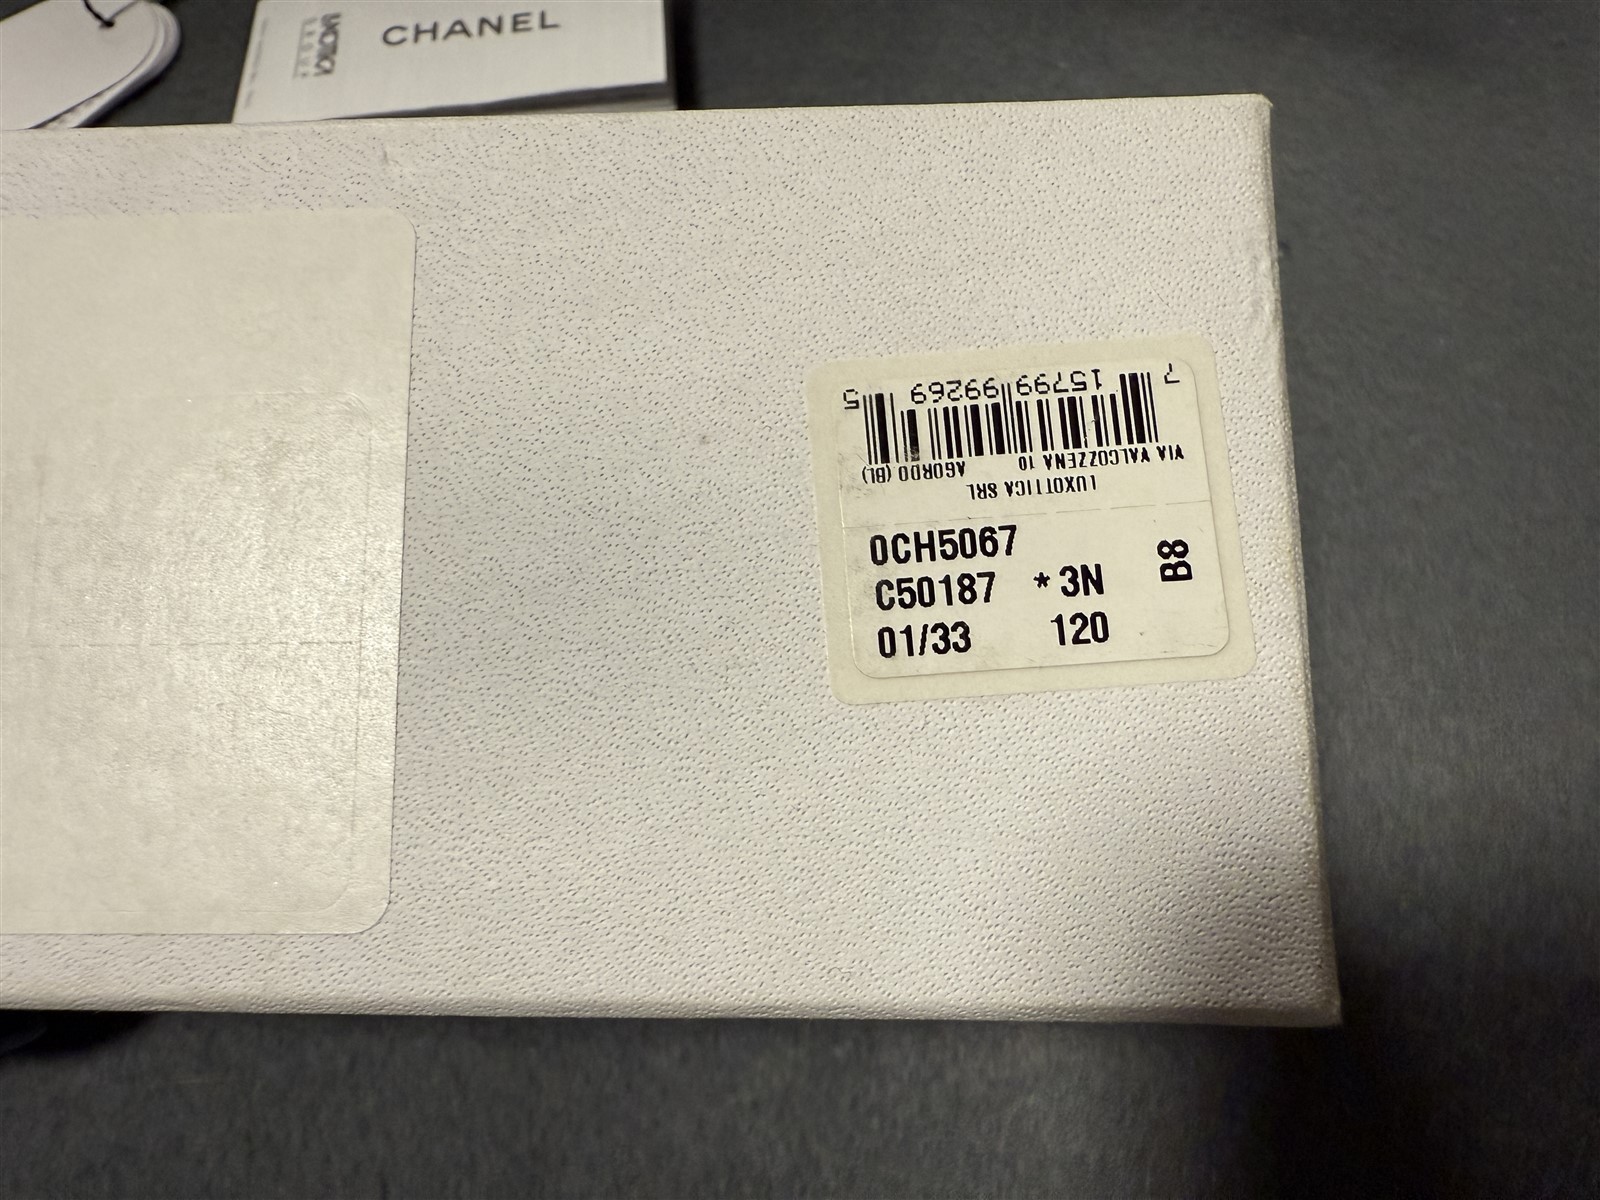 CHANEL
7 15799 99269 5
VIA VALCOZZENA 10 AGORDO (BL)
LUXOTTICA SRL
0CH5067
C50187 * 3N
01/33 120
B8